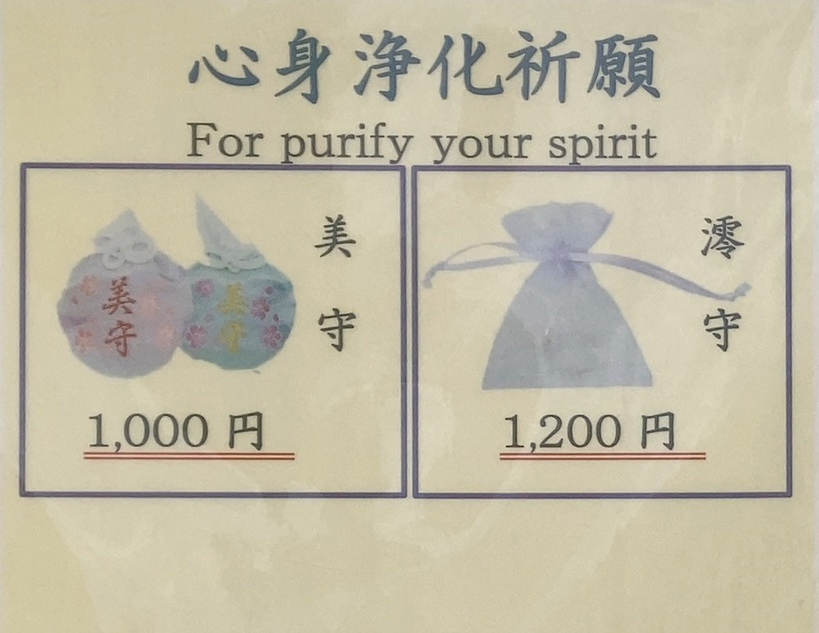 心身浄化祈願
For purify your spirit
美守
美守
美守
1,000 円
澪守
1,200 円